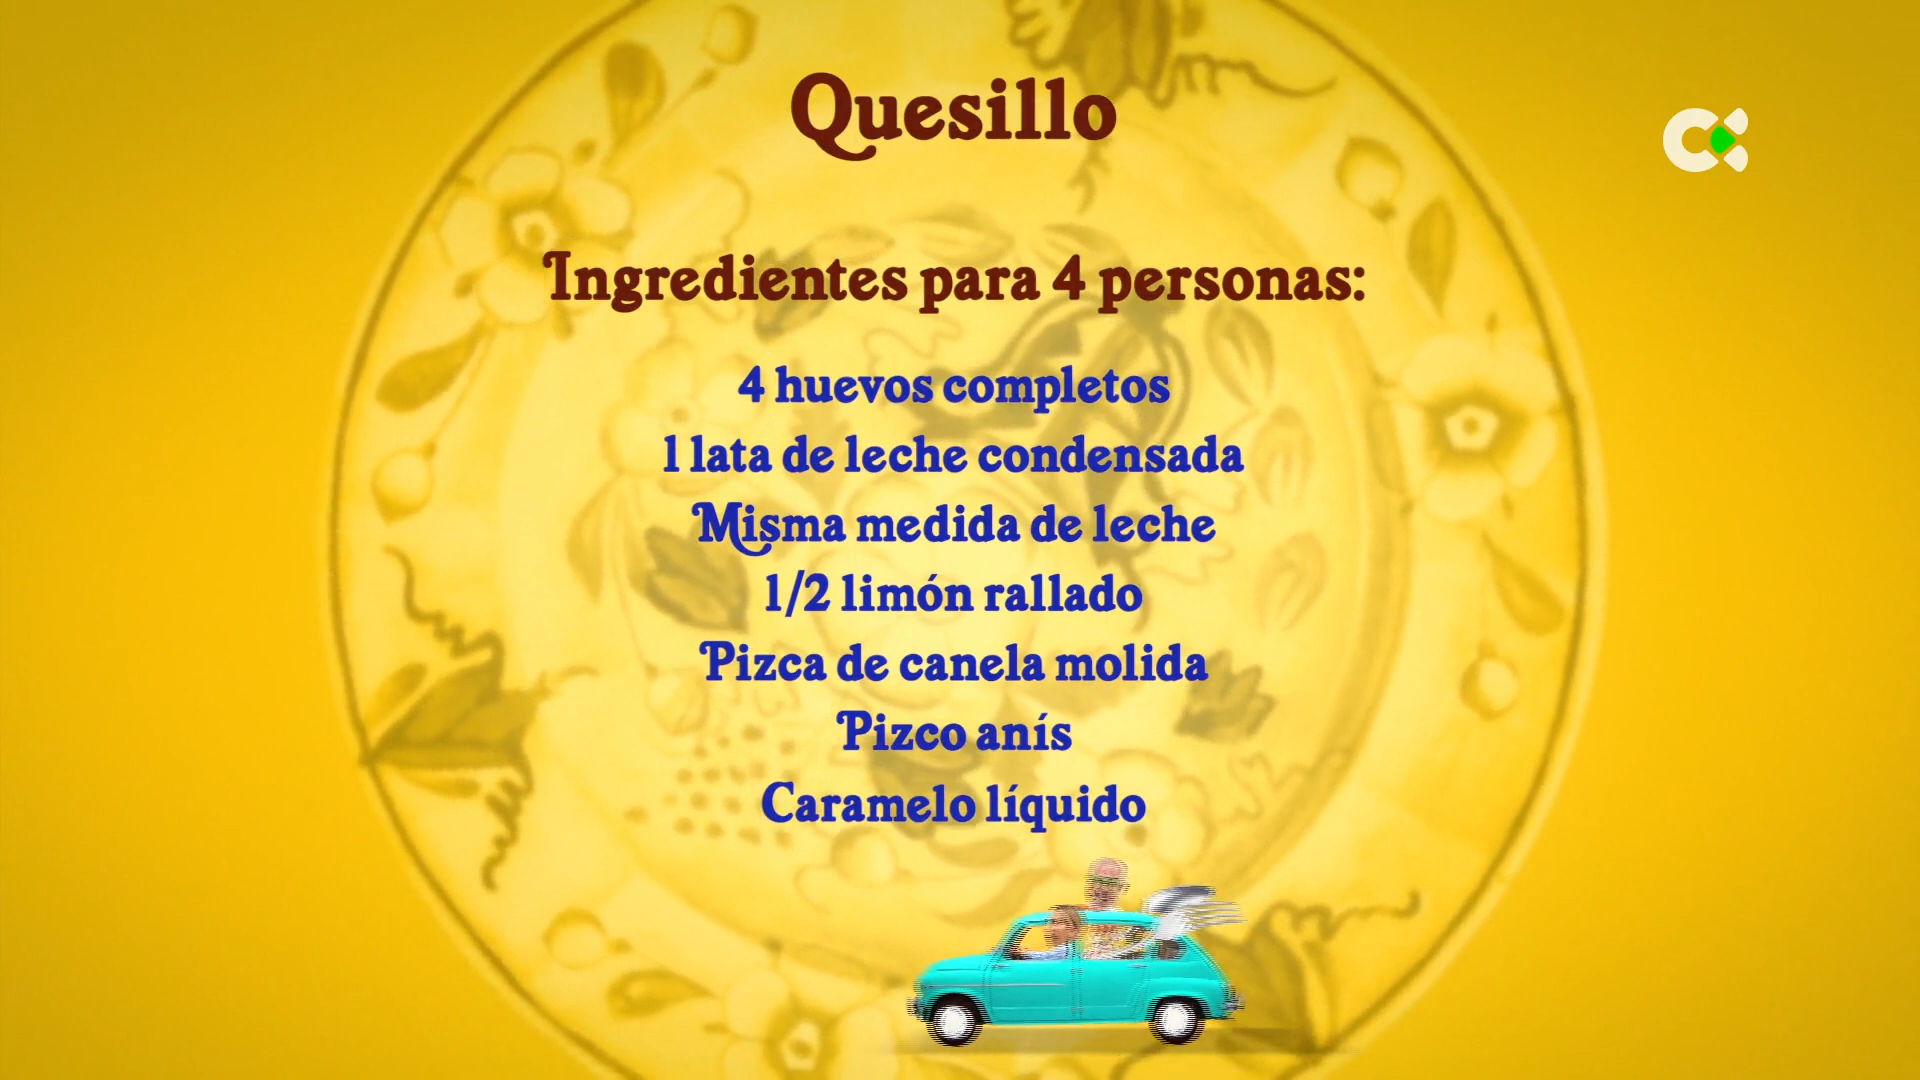 Quesillo
Ingredientes para 4 personas:
4 huevos completos
1 lata de leche condensada
Misma medida de leche
1/2 limón rallado
Pizca de canela molida
Pizco anís
Caramelo líquido